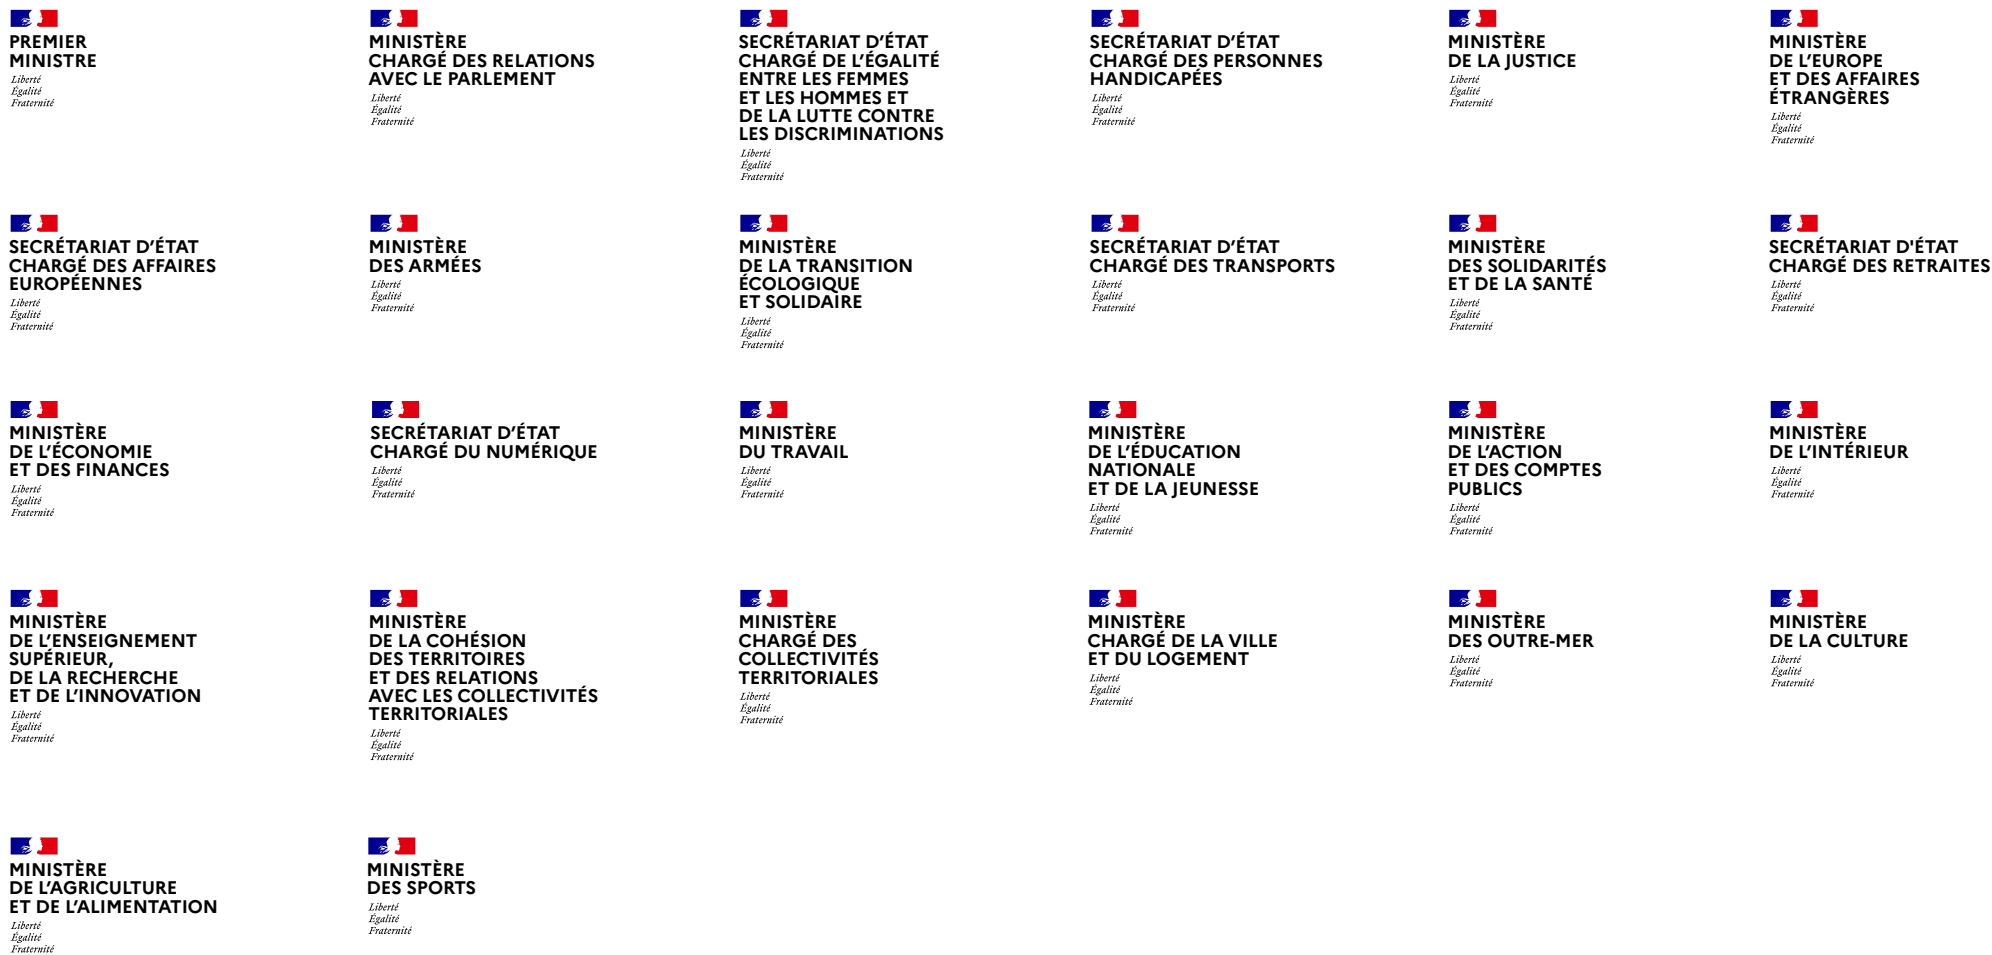 PREMIER
MINISTRE
Liberté
Égalité
Fraternité
MINISTÈRE
CHARGÉ DES RELATIONS
AVEC LE PARLEMENT
Liberté
Égalité
Fraternité
SECRÉTARIAT D’ÉTAT
CHARGÉ DE L’ÉGALITÉ
ENTRE LES FEMMES
ET LES HOMMES ET
DE LA LUTTE CONTRE
LES DISCRIMINATIONS
Liberté
Égalité
Fraternité
SECRÉTARIAT D’ÉTAT
CHARGÉ DES PERSONNES
HANDICAPÉES
Liberté
Égalité
Fraternité
MINISTÈRE
DE LA JUSTICE
Liberté
Égalité
Fraternité
MINISTÈRE
DE L’EUROPE
ET DES AFFAIRES
ÉTRANGÈRES
Liberté
Égalité
Fraternité
SECRÉTARIAT D’ÉTAT
CHARGÉ DES AFFAIRES
EUROPÉENNES
Liberté
Égalité
Fraternité
MINISTÈRE
DES ARMÉES
Liberté
Égalité
Fraternité
MINISTÈRE
DE LA TRANSITION
ÉCOLOGIQUE
ET SOLIDAIRE
Liberté
Égalité
Fraternité
SECRÉTARIAT D’ÉTAT
CHARGÉ DES TRANSPORTS
Liberté
Égalité
Fraternité
MINISTÈRE
DES SOLIDARITÉS
ET DE LA SANTÉ
Liberté
Égalité
Fraternité
SECRÉTARIAT D'ÉTAT
CHARGÉ DES RETRAITES
Liberté
Égalité
Fraternité
MINISTÈRE
DE L’ÉCONOMIE
ET DES FINANCES
Liberté
Égalité
Fraternité
SECRÉTARIAT D’ÉTAT
CHARGÉ DU NUMÉRIQUE
Liberté
Égalité
Fraternité
MINISTÈRE
DU TRAVAIL
Liberté
Égalité
Fraternité
MINISTÈRE
DE L’ÉDUCATION
NATIONALE
ET DE LA JEUNESSE
Liberté
Égalité
Fraternité
MINISTÈRE
DE L’ACTION
ET DES COMPTES
PUBLICS
Liberté
Égalité
Fraternité
MINISTÈRE
DE L’INTÉRIEUR
Liberté
Égalité
Fraternité
MINISTÈRE
DE L’ENSEIGNEMENT
SUPÉRIEUR,
DE LA RECHERCHE
ET DE L’INNOVATION
Liberté
Égalité
Fraternité
MINISTÈRE
DE LA COHÉSION
DES TERRITOIRES
ET DES RELATIONS
AVEC LES COLLECTIVITÉS
TERRITORIALES
Liberté
Égalité
Fraternité
MINISTÈRE
CHARGÉ DES
COLLECTIVITÉS
TERRITORIALES
Liberté
Égalité
Fraternité
MINISTÈRE
CHARGÉ DE LA VILLE
ET DU LOGEMENT
Liberté
Égalité
Fraternité
MINISTÈRE
DES OUTRE-MER
Liberté
Égalité
Fraternité
MINISTÈRE
DE LA CULTURE
Liberté
Égalité
Fraternité
MINISTÈRE
DE L’AGRICULTURE
ET DE L’ALIMENTATION
Liberté
Égalité
Fraternité
MINISTÈRE
DES SPORTS
Liberté
Égalité
Fraternité